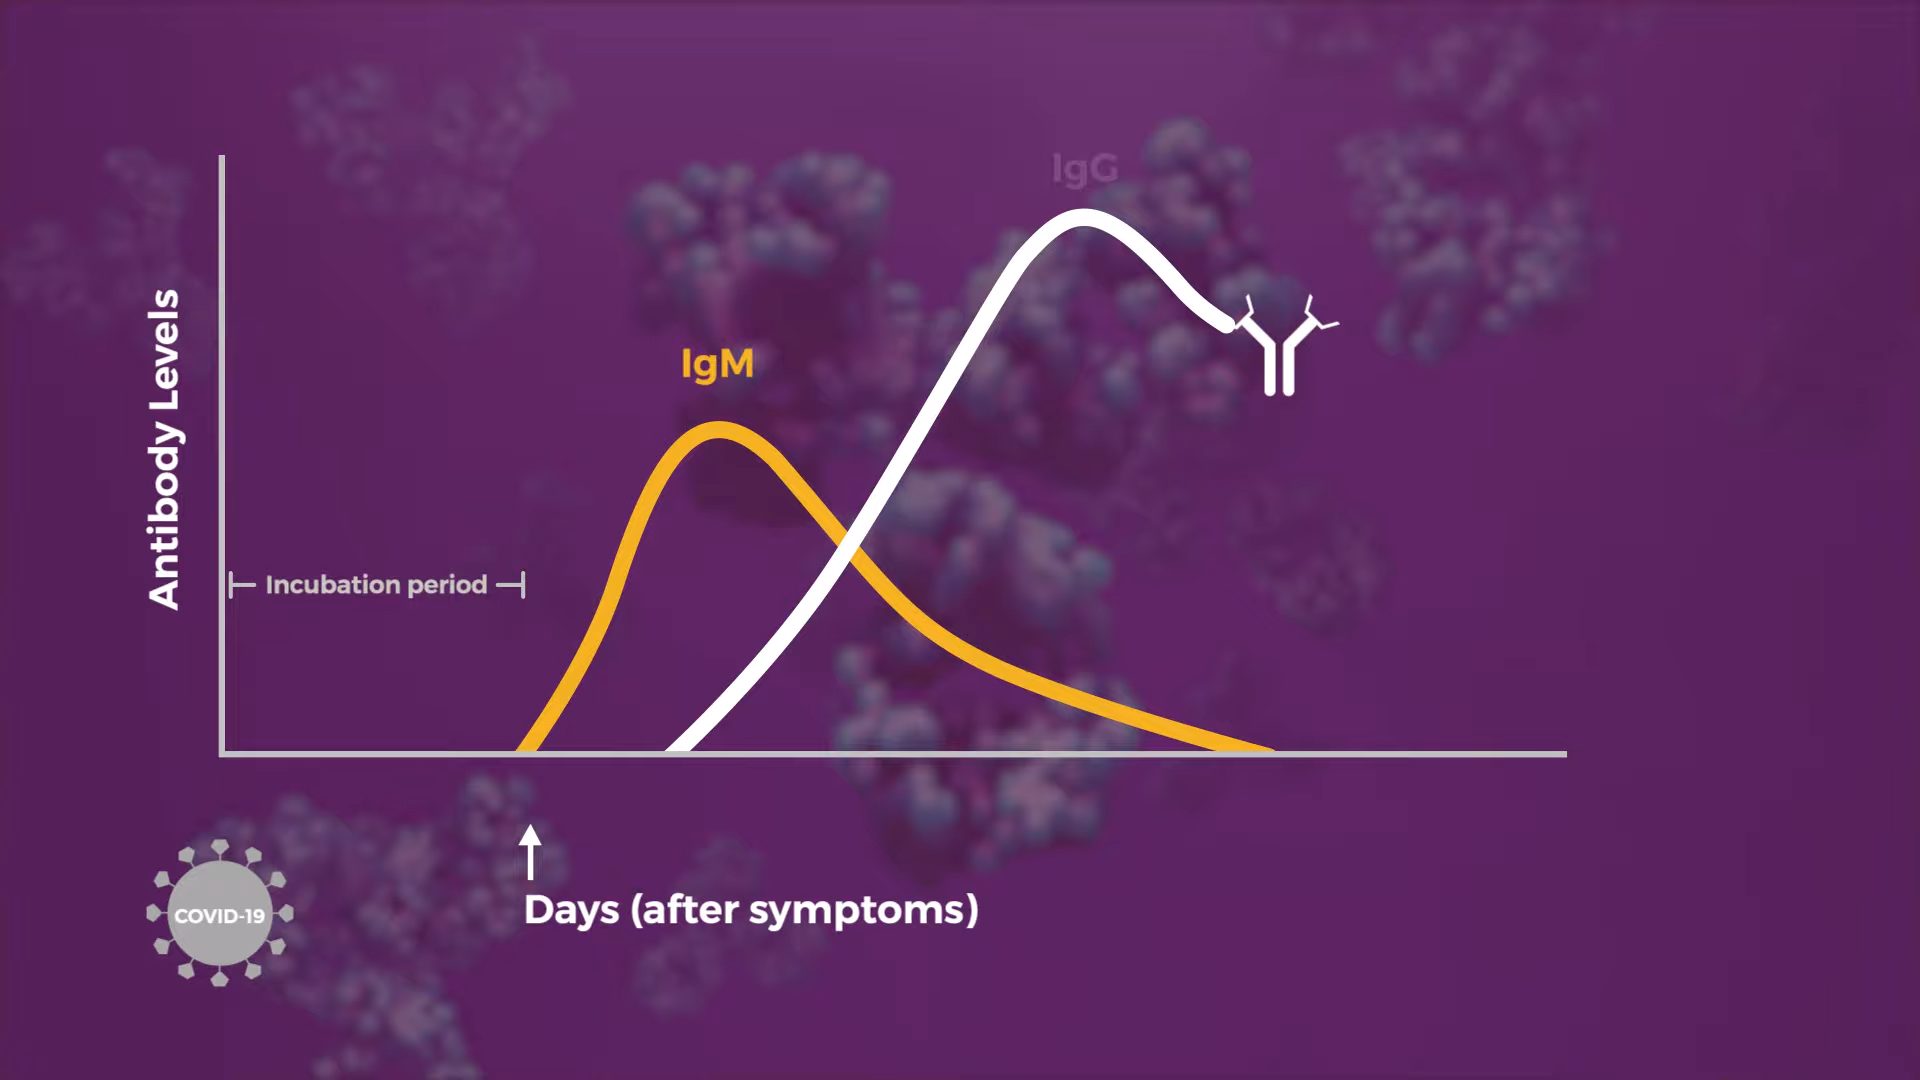 IgG
IgM
Antibody Levels
Incubation period
COVID-19
Days (after symptoms)